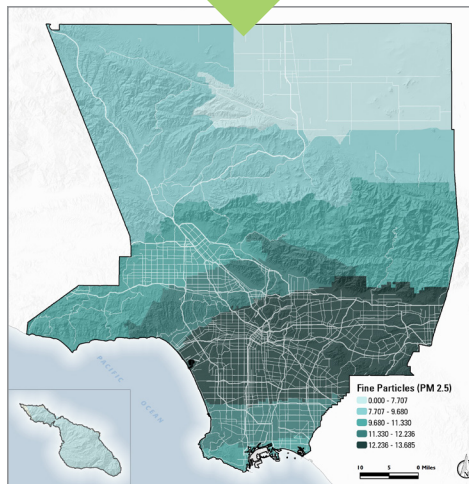 PACIFIC OCEAN
Fine Particles (PM 2.5)
0.000 - 7.707
7.707 - 9.680
9.680 - 11.330
11.330 - 12.236
12.236 - 13.685
10 5 0 Miles